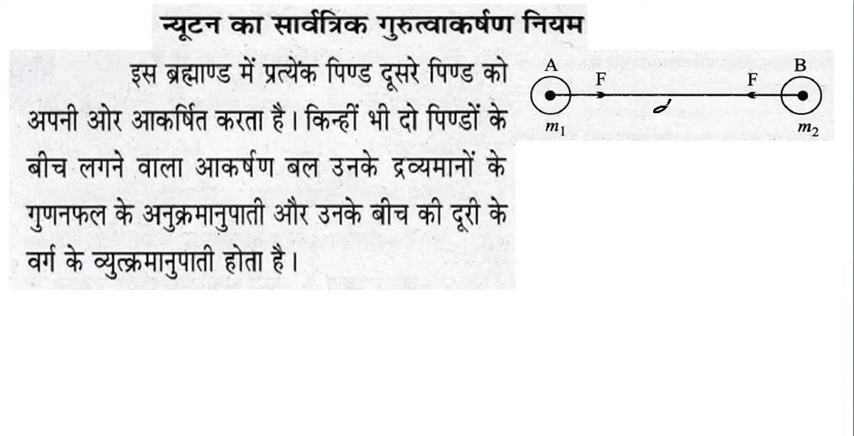 न्यूटन का सार्वत्रिक गुरुत्वाकर्षण नियम
इस ब्रह्माण्ड में प्रत्येक पिण्ड दूसरे पिण्ड को
अपनी ओर आकर्षित करता है। किन्हीं भी दो पिण्डों के
बीच लगने वाला आकर्षण बल उनके द्रव्यमानों के
गुणनफल के अनुक्रमानुपाती और उनके बीच की दूरी के
वर्ग के व्युत्क्रमानुपाती होता है।
A B
F F
d
m₁ m₂